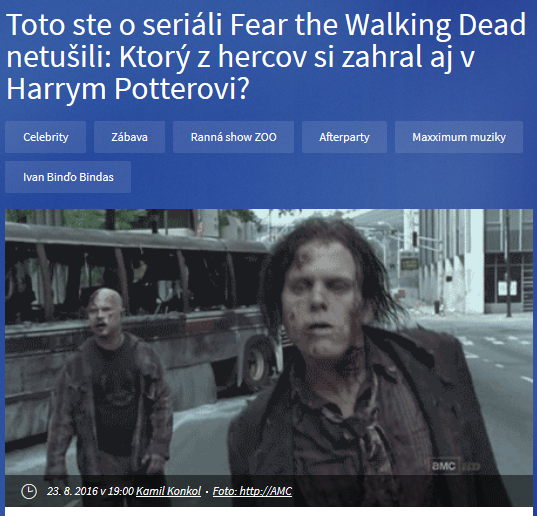 Toto ste o seriáli Fear the Walking Dead
netušili: Ktorý z hercov si zahral aj v
Harrym Potterovi?
Celebrity
Zábava
Ranná show ZOO
Afterparty
Maxximum muziky
Ivan Binďo Bindas
AMC HD
23. 8. 2016 v 19:00 Kamil Konkol · Foto: http://AMC